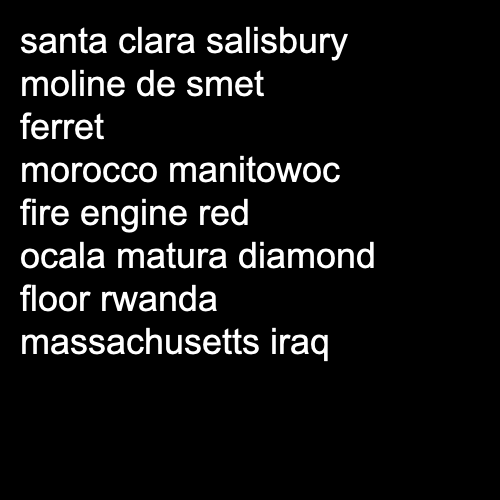 santa clara salisbury
moline de smet
ferret
morocco manitowoc
fire engine red
ocala matura diamond
floor rwanda
massachusetts iraq